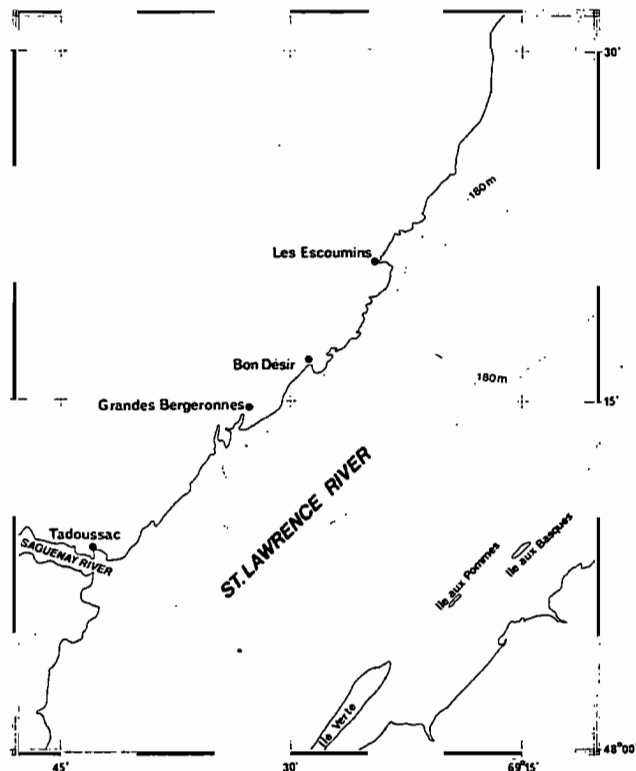 30'
180m
Les Escoumins
Bon Désir
180m
15'
Grandes Bergeronnes
ST. LAWRENCE RIVER
Tadoussac
SAGUENAY RIVER
Ile aux Pommes
Ile aux Basques
Ile Verte
48°00'
45'
30'
69°15'